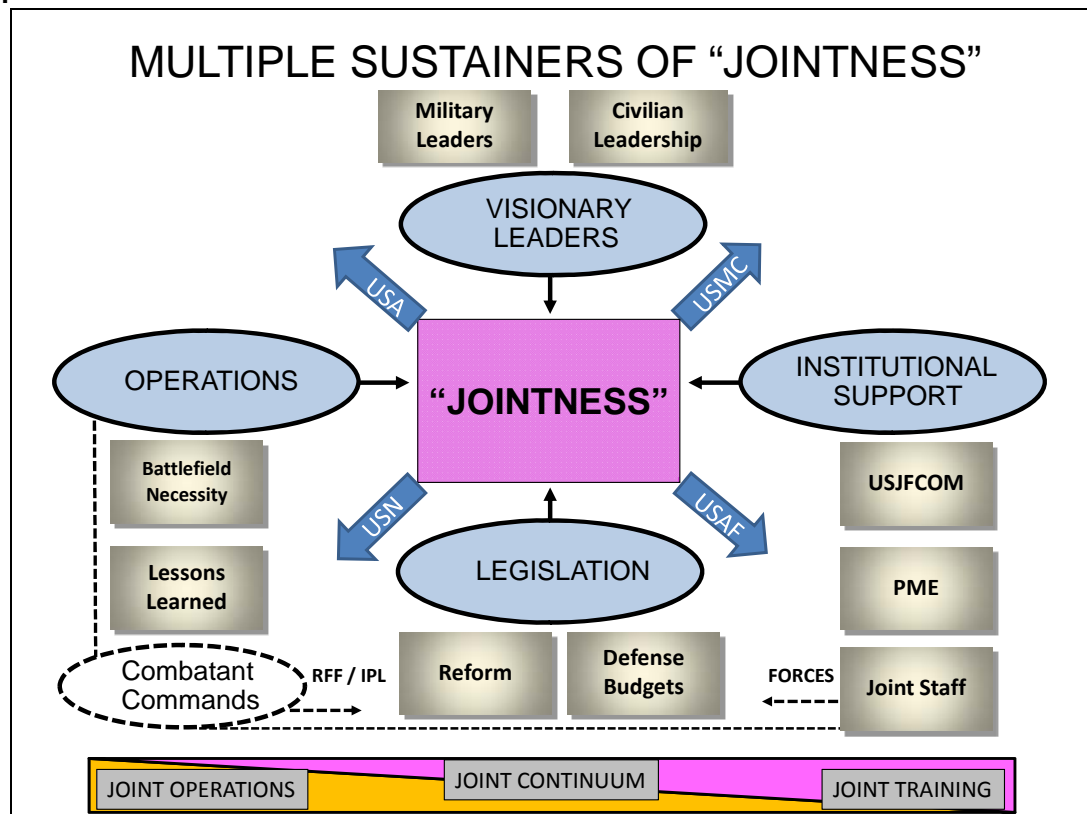 MULTIPLE SUSTAINERS OF “JOINTNESS”
Military
Leaders
Civilian
Leadership
VISIONARY
LEADERS
USA
USMC
OPERATIONS
“JOINTNESS”
INSTITUTIONAL
SUPPORT
Battlefield
Necessity
USJFCOM
USN
USAF
Lessons
Learned
LEGISLATION
PME
Combatant
Commands
RFF / IPL
Reform
Defense
Budgets
FORCES
Joint Staff
JOINT OPERATIONS
JOINT CONTINUUM
JOINT TRAINING